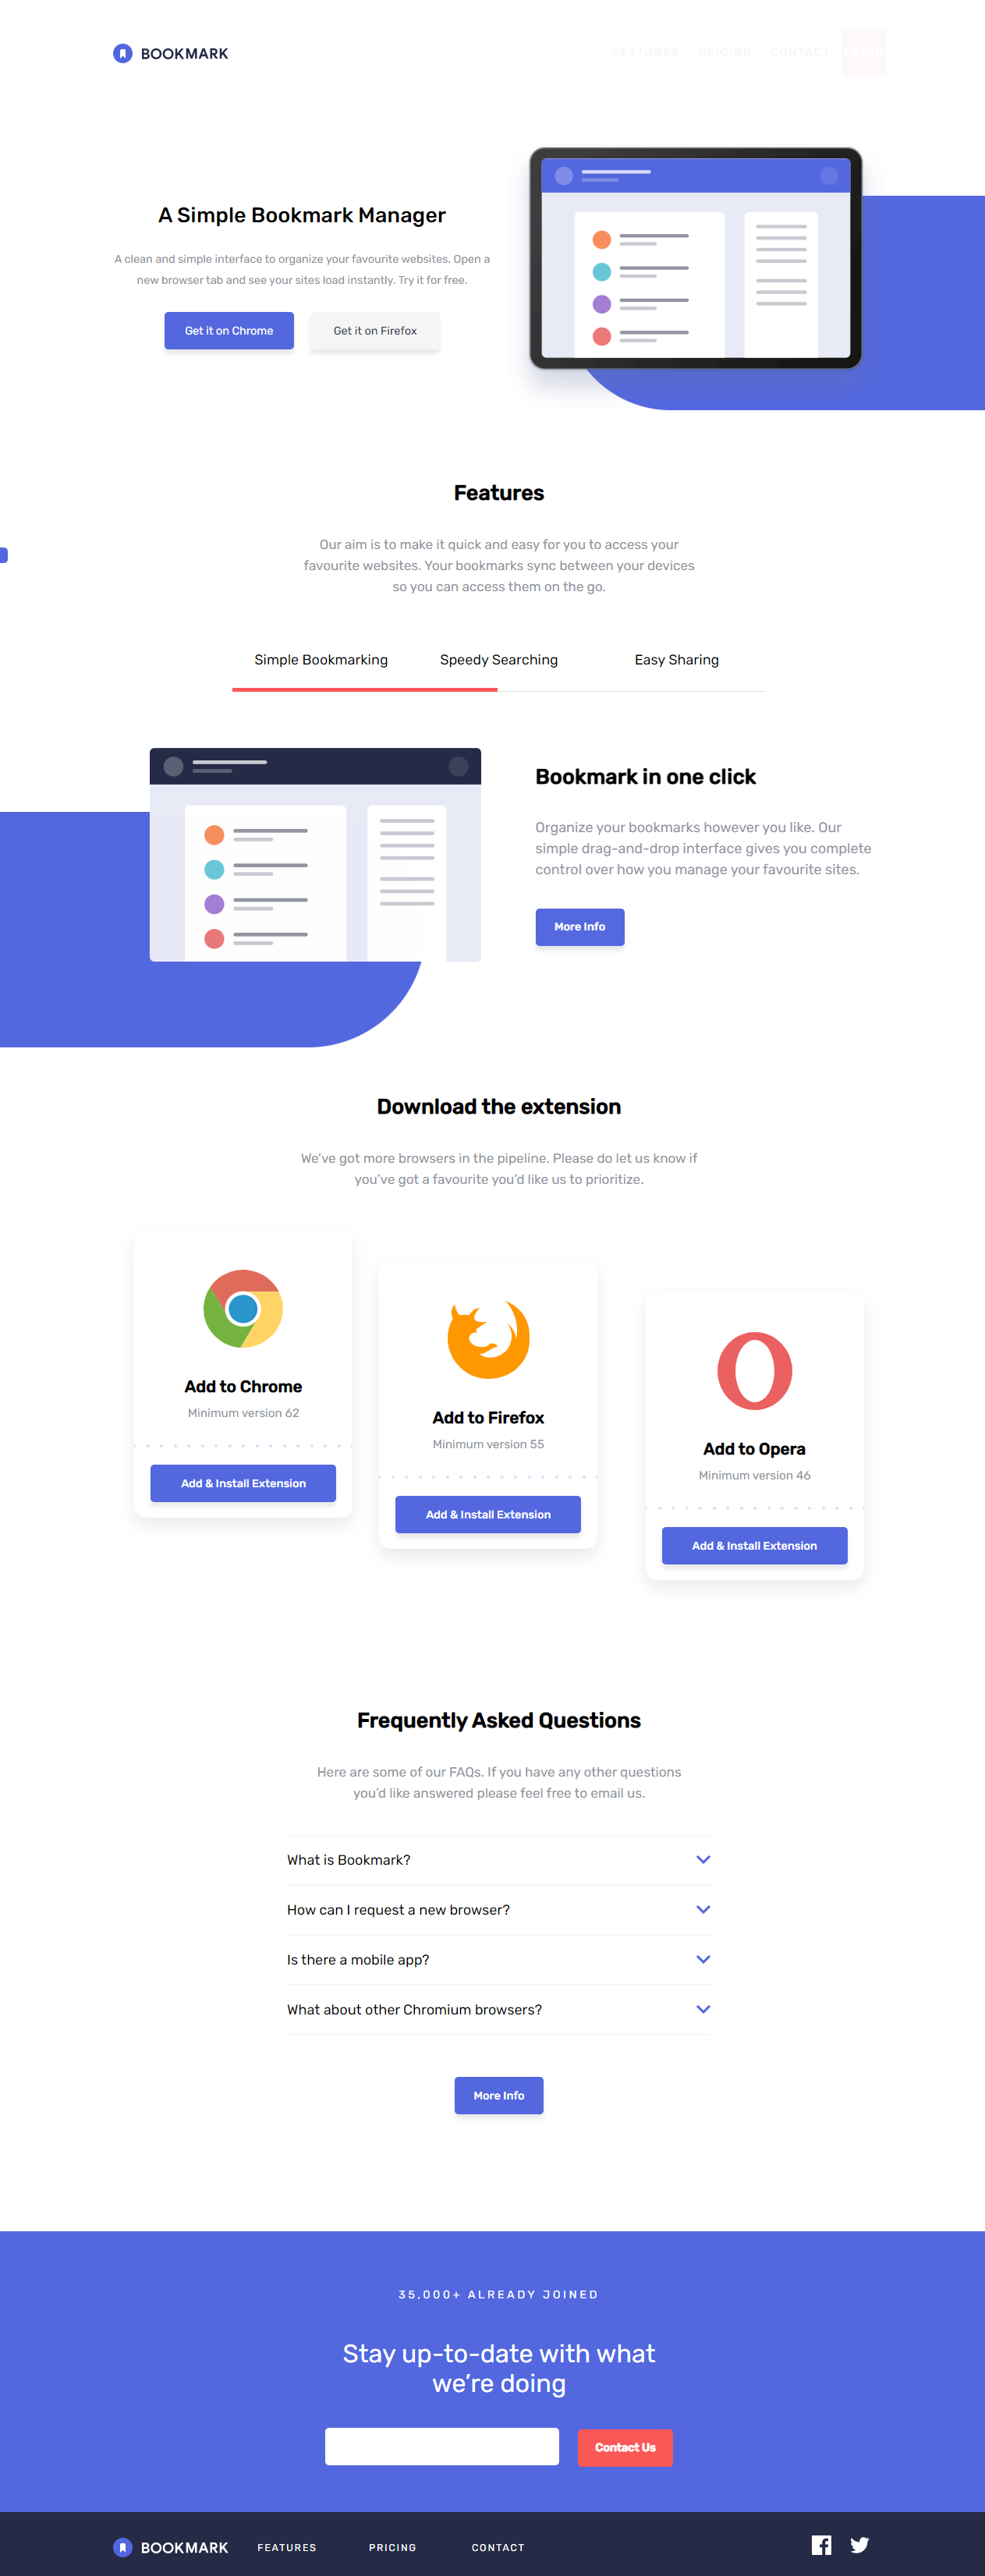 BOOKMARK
FEATURES PRICING CONTACT
A Simple Bookmark Manager
A clean and simple interface to organize your favourite websites. Open a
new browser tab and see your sites load instantly. Try it for free.
Get it on Chrome
Get it on Firefox
Features
Our aim is to make it quick and easy for you to access your
favourite websites. Your bookmarks sync between your devices
so you can access them on the go.
Simple Bookmarking
Speedy Searching
Easy Sharing
Bookmark in one click
Organize your bookmarks however you like. Our
simple drag-and-drop interface gives you complete
control over how you manage your favourite sites.
More Info
Download the extension
We've got more browsers in the pipeline. Please do let us know if
you've got a favourite you'd like us to prioritize.
Add to Chrome
Minimum version 62
Add & Install Extension
Add to Firefox
Minimum version 55
Add & Install Extension
Add to Opera
Minimum version 46
Add & Install Extension
Frequently Asked Questions
Here are some of our FAQs. If you have any other questions
you'd like answered please feel free to email us.
What is Bookmark?
How can I request a new browser?
Is there a mobile app?
What about other Chromium browsers?
More Info
35,000+ ALREADY JOINED
Stay up-to-date with what
we're doing
Contact Us
BOOKMARK
FEATURES
PRICING
CONTACT